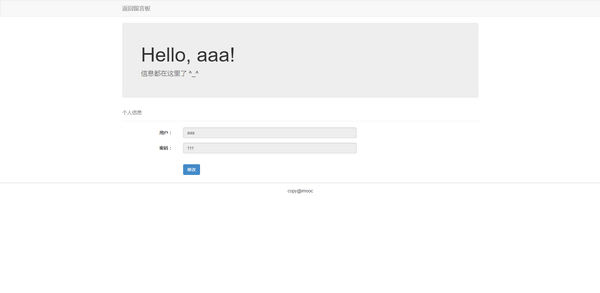 返回留言板
Hello, aaa!
信息都在这里了 ^_^
个人信息
用户：
aaa
密码：
111
修改
copy@imooc